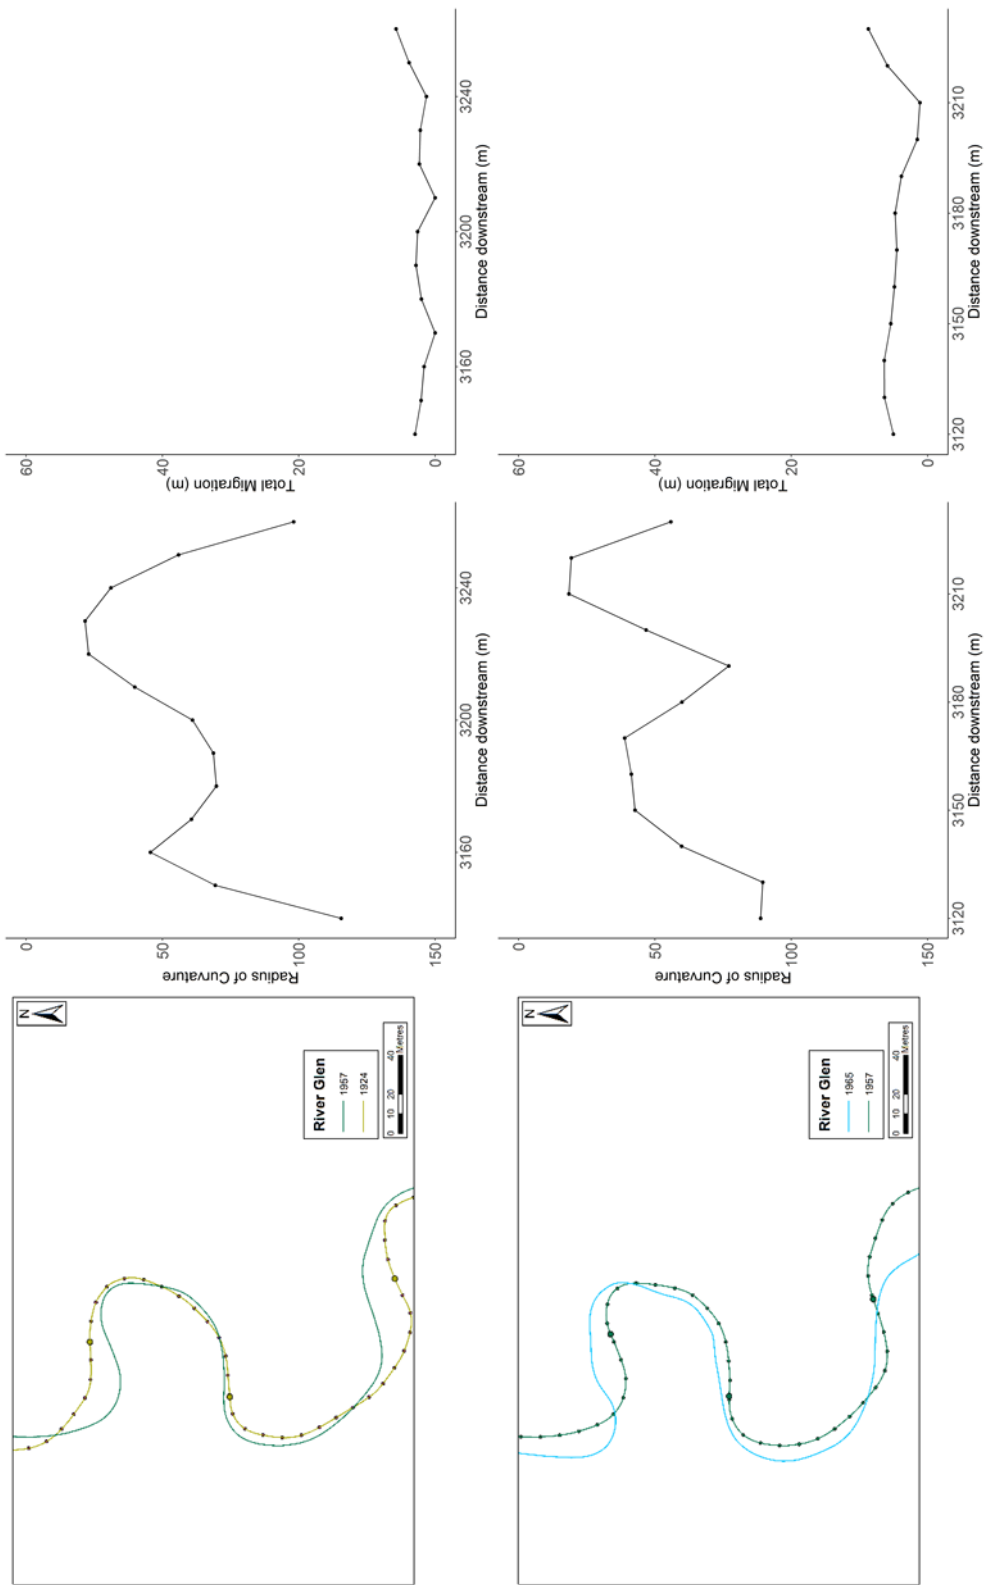 N
River Glen
1957
1924
0 10 20 40
Metres
Radius of Curvature
0
50
100
150
3160
3200
3240
Distance downstream (m)
Total Migration (m)
60
40
20
0
3160
3200
3240
Distance downstream (m)
N
River Glen
1965
1957
0 10 20 40
Metres
Radius of Curvature
0
50
100
150
3120
3150
3180
3210
Distance downstream (m)
Total Migration (m)
60
40
20
0
3120
3150
3180
3210
Distance downstream (m)